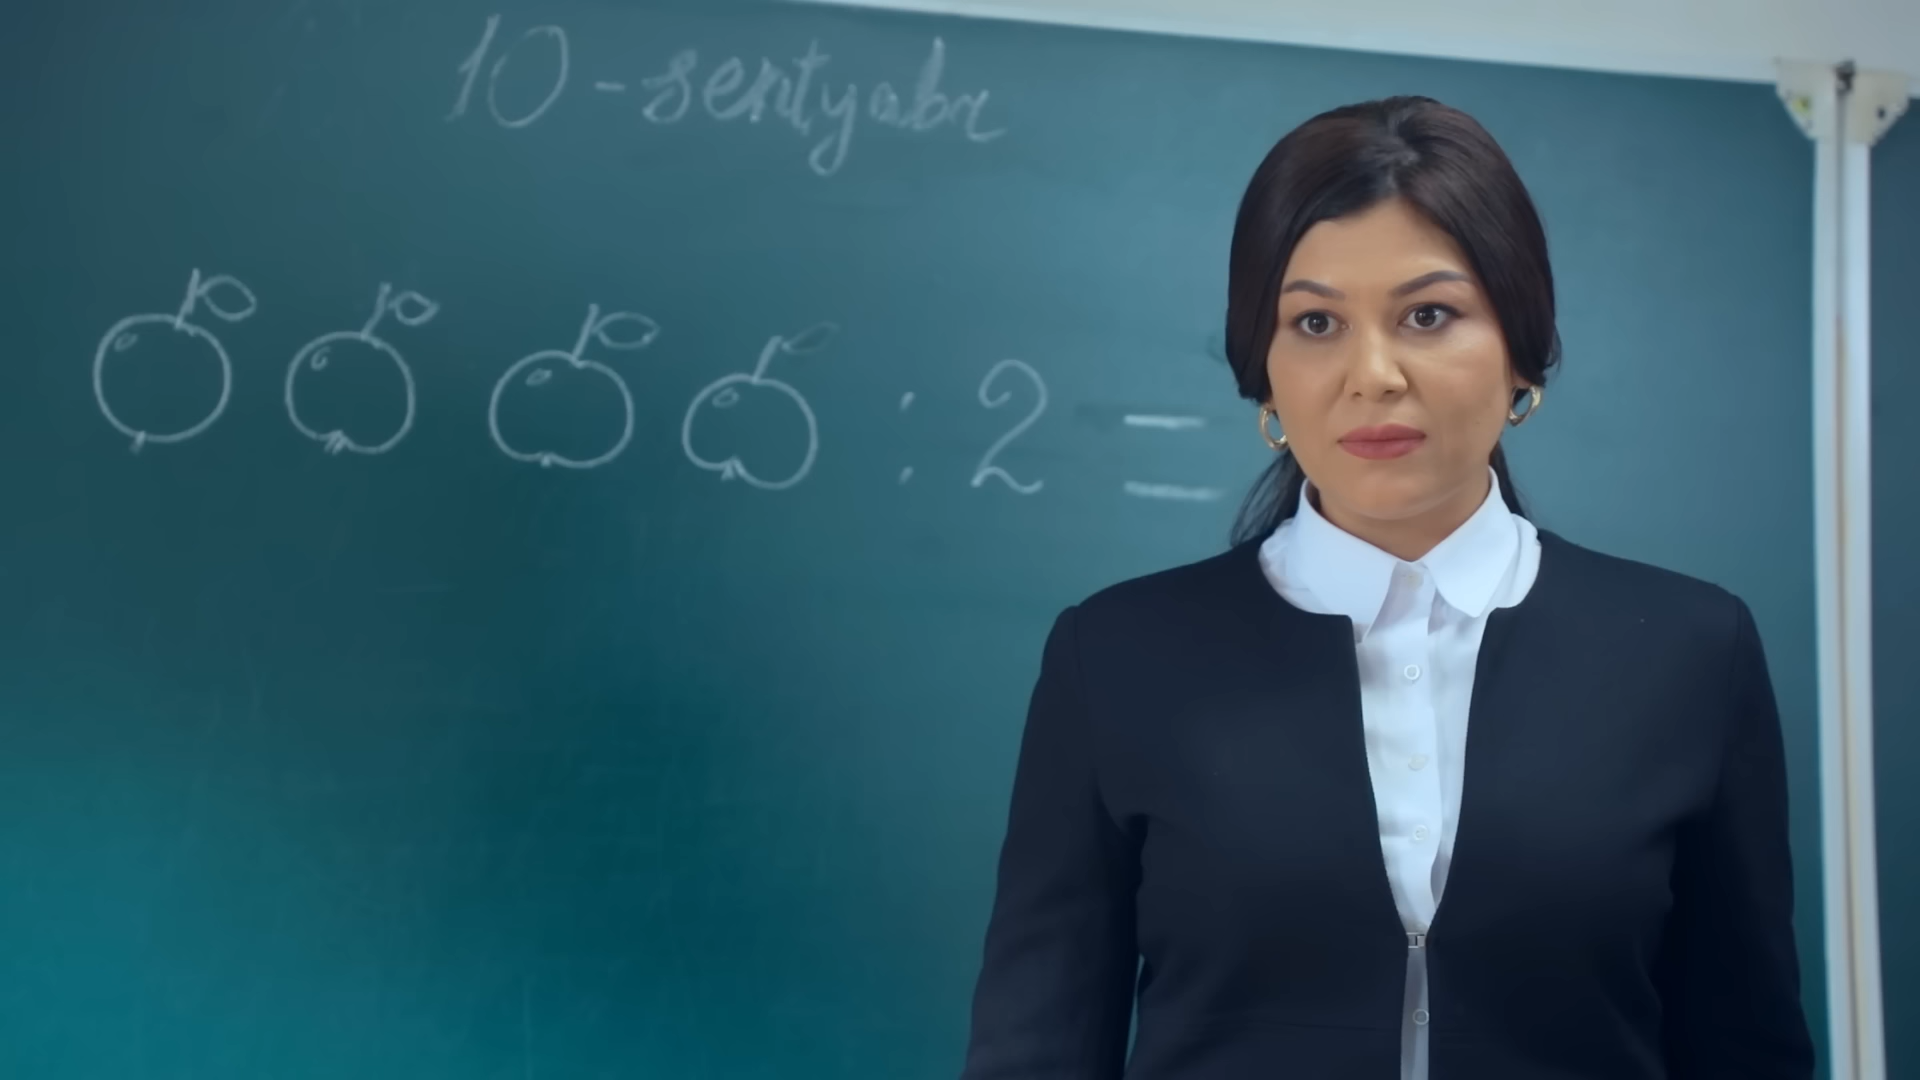 10-sentyabr
: 2 =